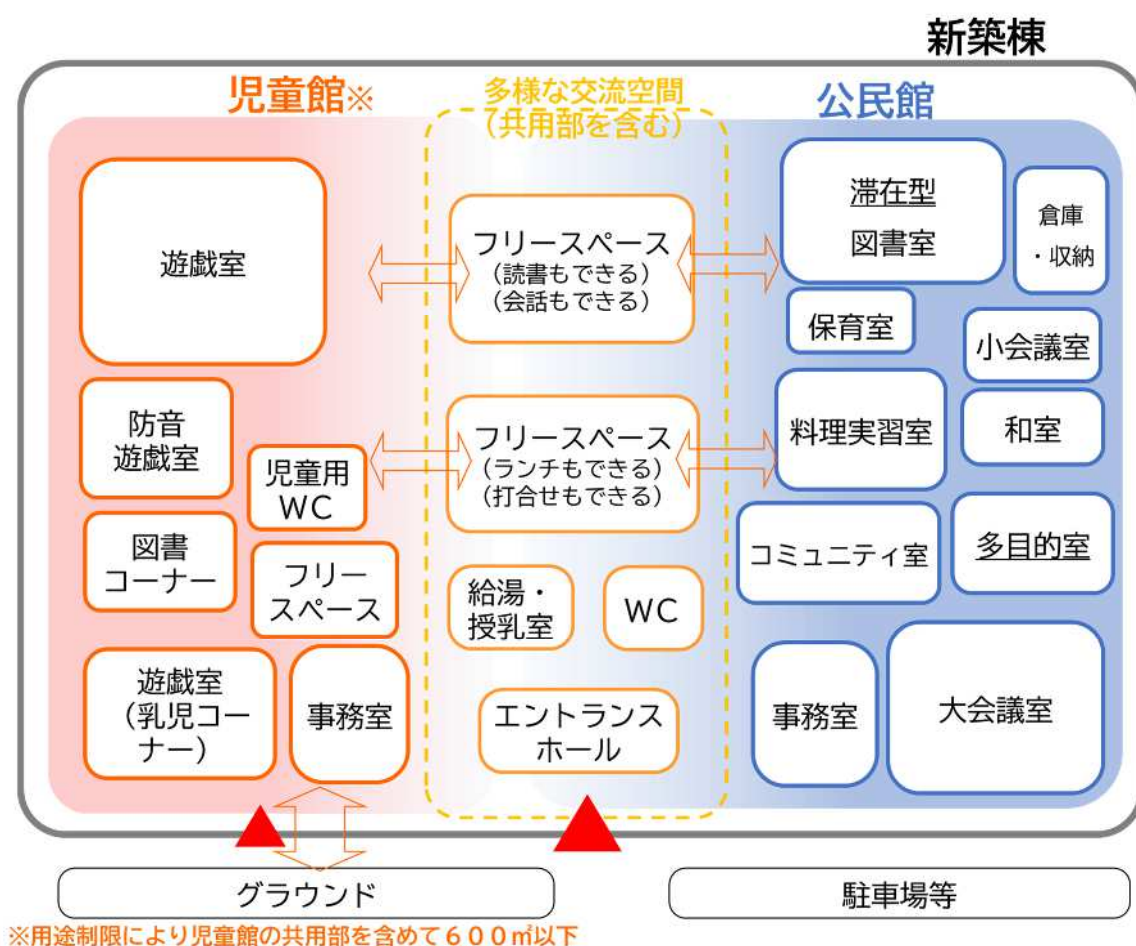 新築棟
児童館※
多様な交流空間
（共用部を含む）
公民館
遊戯室
防音
遊戯室
児童用
ＷＣ
図書
コーナー
フリー
スペース
遊戯室
（乳児コー
ナー）
事務室
フリースペース
（読書もできる）
（会話もできる）
フリースペース
（ランチもできる）
（打合せもできる）
給湯・
授乳室
ＷＣ
エントランス
ホール
滞在型
図書室
倉庫
・収納
保育室
小会議室
料理実習室
和室
コミュニティ室
多目的室
事務室
大会議室
グラウンド
駐車場等
※用途制限により児童館の共用部を含めて６００㎡以下